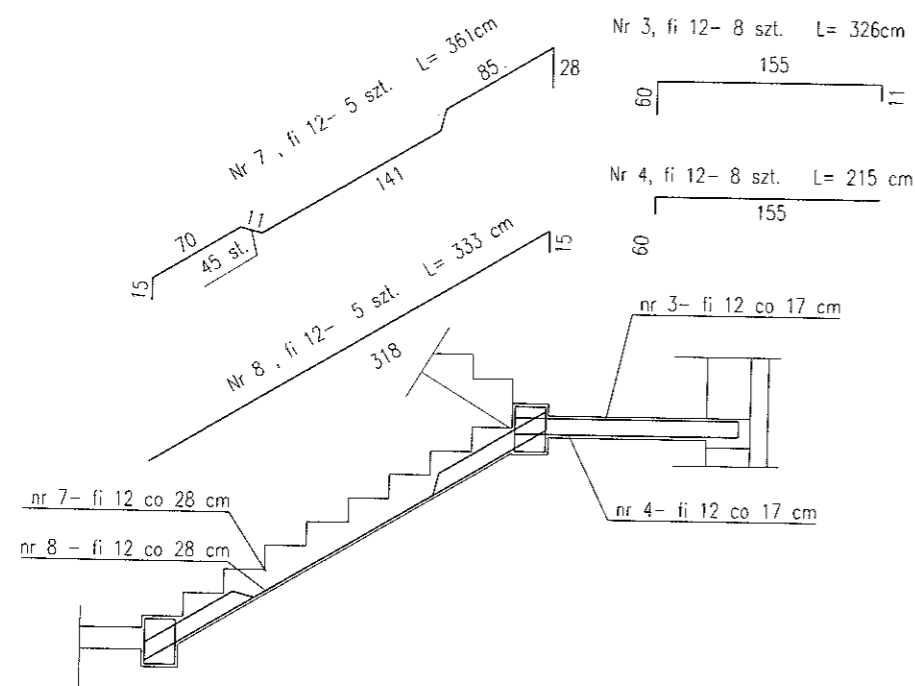 Nr 7 , fi 12- 5 szt. L= 361cm
85.
28
141
70
11
45 st.
15
Nr 3, fi 12- 8 szt. L= 326cm
155
60
11
Nr 4, fi 12- 8 szt. L= 215 cm
155
60
Nr 8 , fi 12- 5 szt. L= 333 cm
15
318
nr 3- fi 12 co 17 cm
nr 4- fi 12 co 17 cm
nr 7- fi 12 co 28 cm
nr 8 - fi 12 co 28 cm